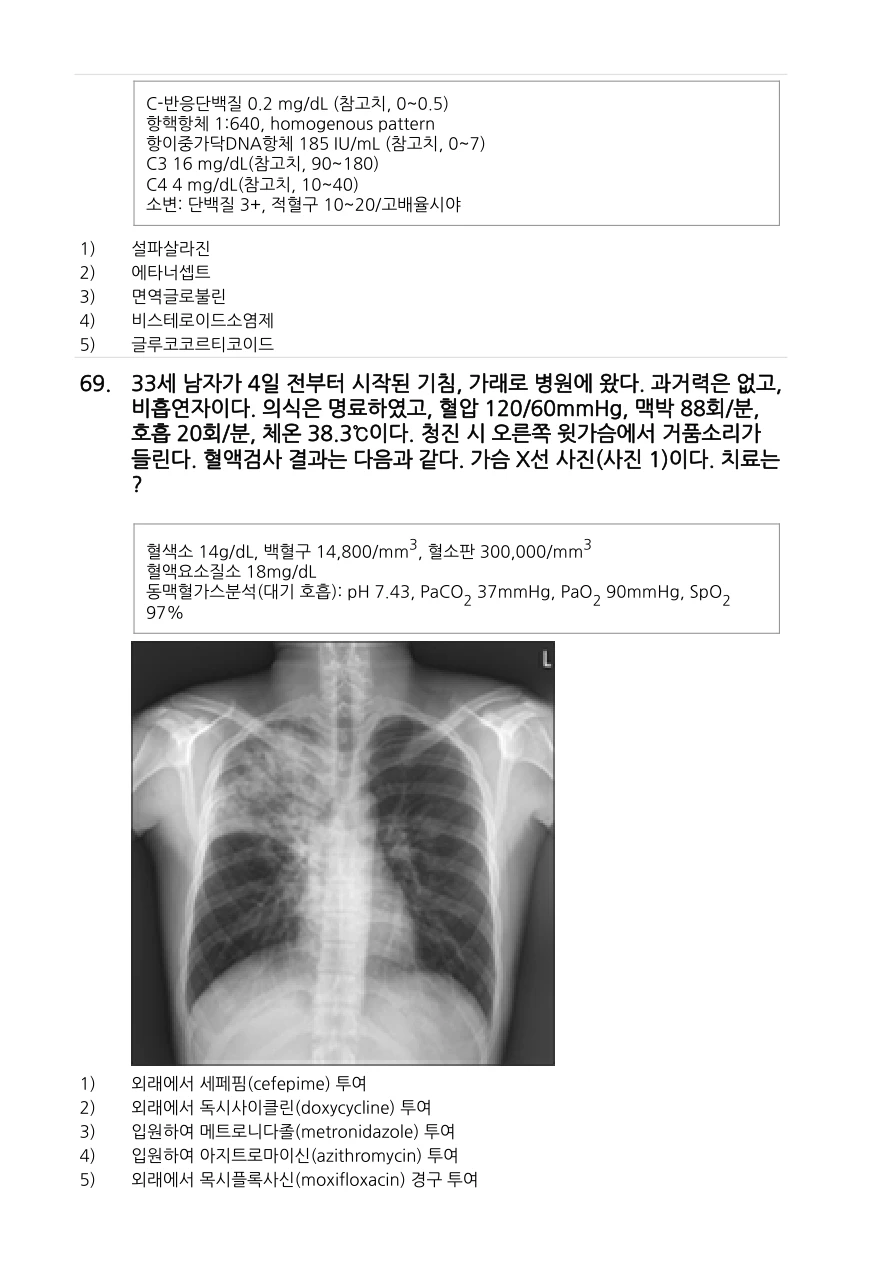 C-반응단백질 0.2 mg/dL (참고치, 0~0.5)
항핵항체 1:640, homogenous pattern
항이중가닥DNA항체 185 IU/mL (참고치, 0~7)
C3 16 mg/dL(참고치, 90~180)
C4 4 mg/dL(참고치, 10~40)
소변: 단백질 3+, 적혈구 10~20/고배율시야
1) 설파살라진
2) 에타너셉트
3) 면역글로불린
4) 비스테로이드소염제
5) 글루코코르티코이드
69. 33세 남자가 4일 전부터 시작된 기침, 가래로 병원에 왔다. 과거력은 없고,
비흡연자이다. 의식은 명료하였고, 혈압 120/60mmHg, 맥박 88회/분,
호흡 20회/분, 체온 38.3℃이다. 청진 시 오른쪽 윗가슴에서 거품소리가
들린다. 혈액검사 결과는 다음과 같다. 가슴 X선 사진(사진 1)이다. 치료는
?
혈색소 14g/dL, 백혈구 14,800/mm3, 혈소판 300,000/mm3
혈액요소질소 18mg/dL
동맥혈가스분석(대기 호흡): pH 7.43, PaCO2 37mmHg, PaO2 90mmHg, SpO2
97%
L
1) 외래에서 세페핌(cefepime) 투여
2) 외래에서 독시사이클린(doxycycline) 투여
3) 입원하여 메트로니다졸(metronidazole) 투여
4) 입원하여 아지트로마이신(azithromycin) 투여
5) 외래에서 목시플록사신(moxifloxacin) 경구 투여